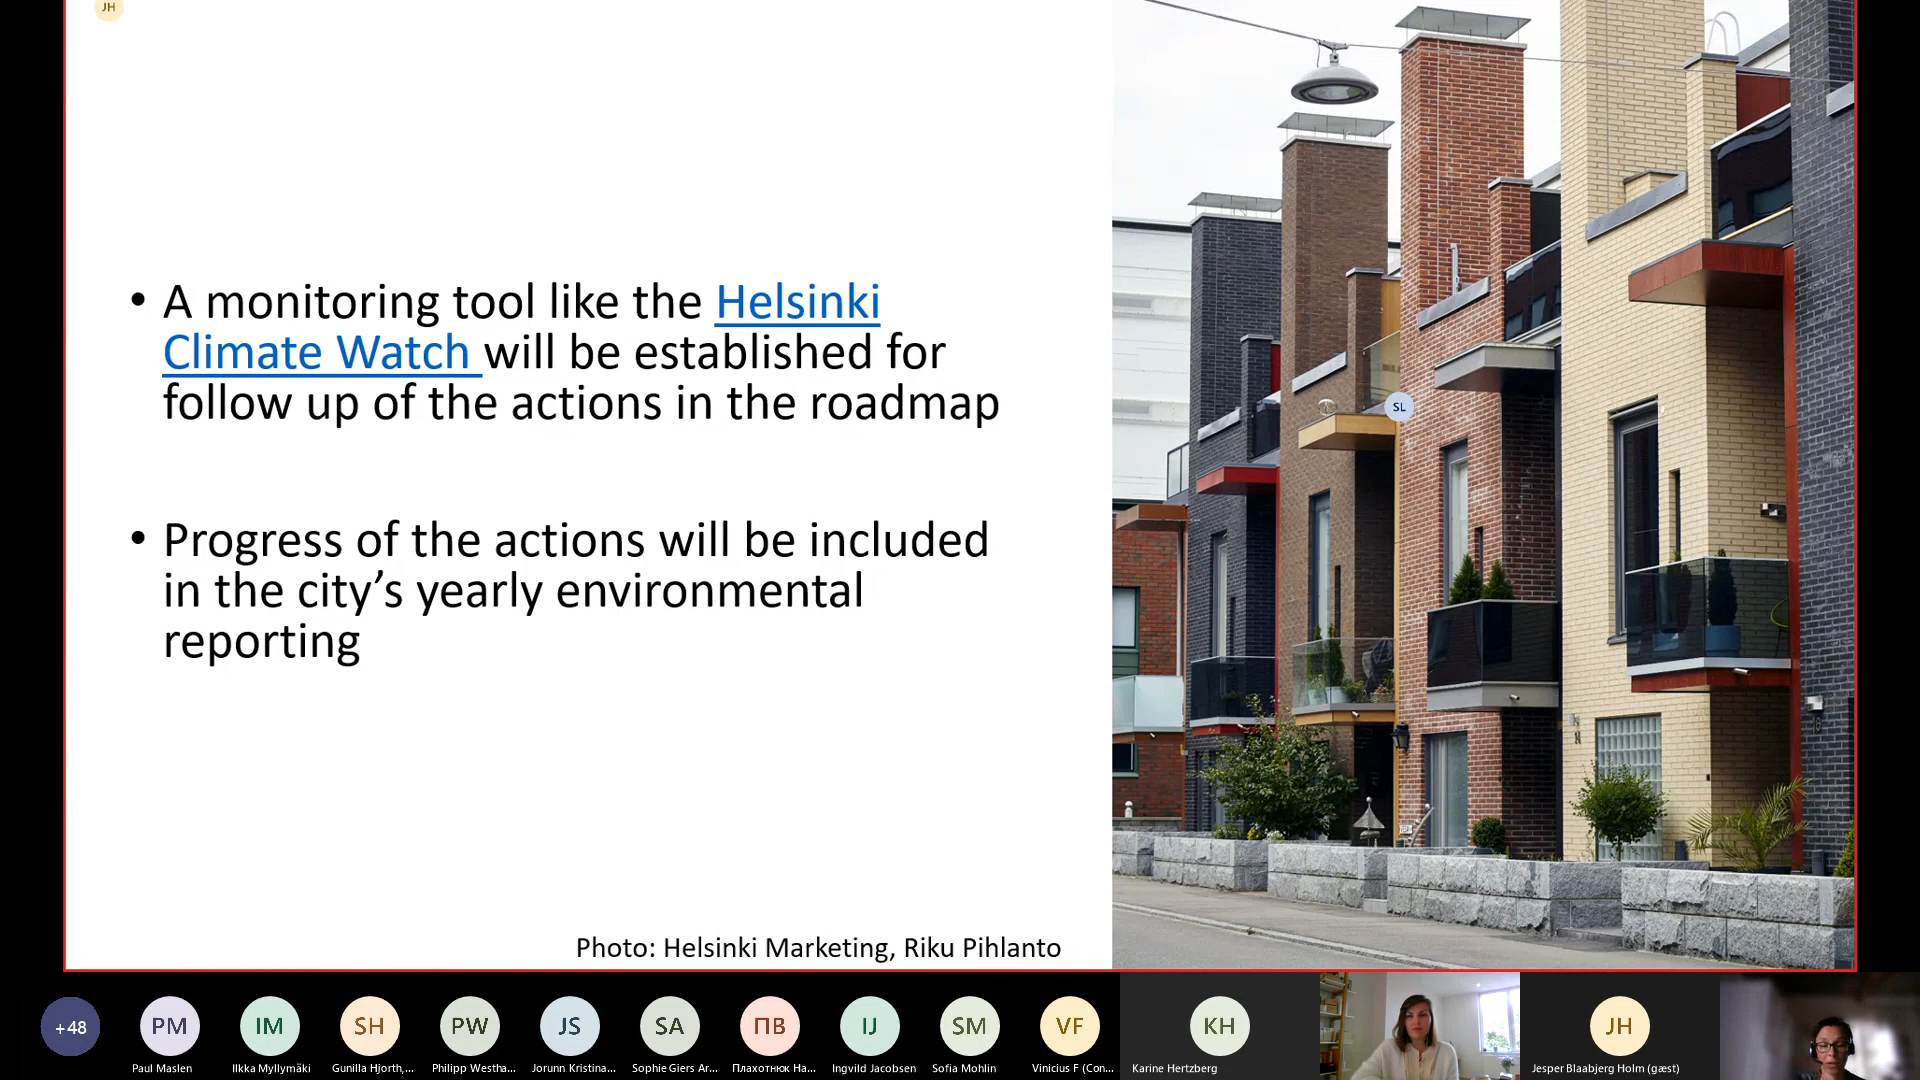 JH
• A monitoring tool like the Helsinki
Climate Watch will be established for
follow up of the actions in the roadmap
• Progress of the actions will be included
in the city's yearly environmental
reporting
SL
Photo: Helsinki Marketing, Riku Pihlanto
+48
PM
IM
SH
PW
JS
SA
ПВ
IJ
SM
VF
KH
JH
Paul Maslen
Ilkka Myllymäki
Gunilla Hjorth,...
Philipp Westha...
Jorunn Kristina...
Sophie Giers Ar...
Плахотнюк На...
Ingvild Jacobsen
Sofia Mohlin
Vinicius F (Con...
Karine Hertzberg
Jesper Blaabjerg Holm (gæst)